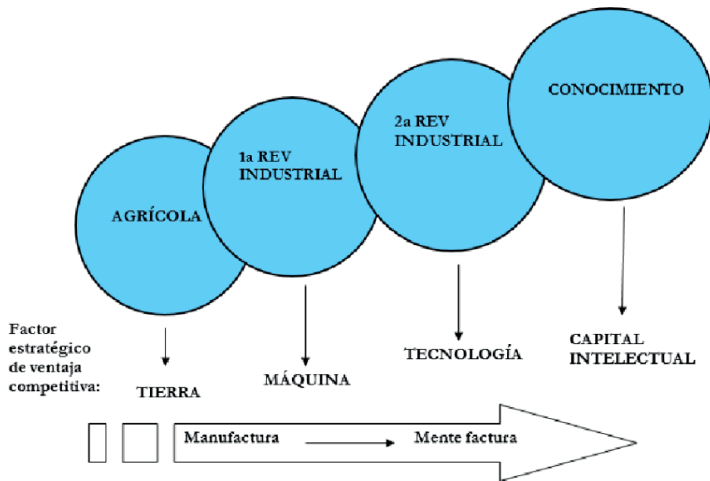 CONOCIMIENTO
2a REV
INDUSTRIAL
1a REV
INDUSTRIAL
AGRÍCOLA
Factor
estratégico
de ventaja
competitiva:
TIERRA
MÁQUINA
TECNOLOGÍA
CAPITAL
INTELECTUAL
Manufactura
Mente factura